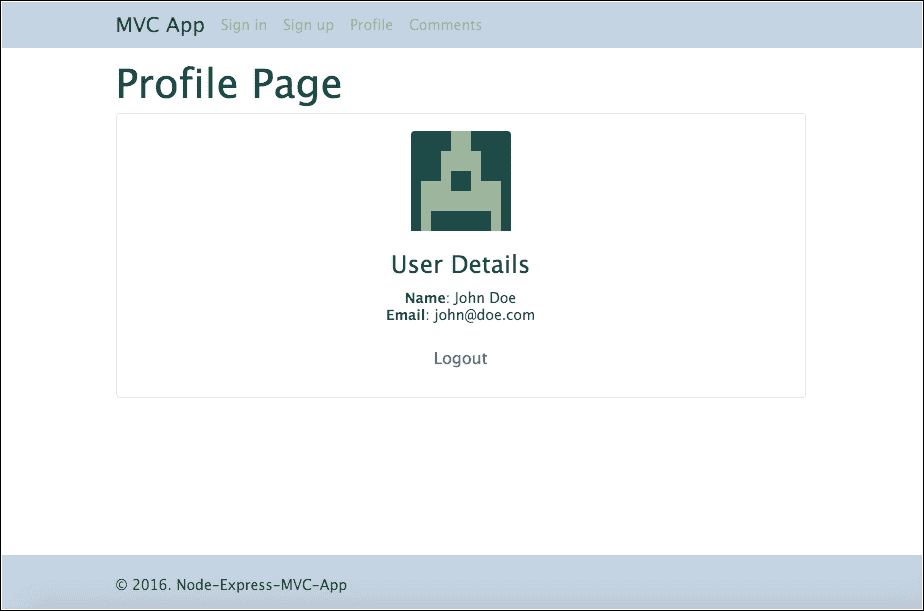 MVC App Sign in Sign up Profile Comments
Profile Page
User Details
Name: John Doe
Email: john@doe.com
Logout
© 2016. Node-Express-MVC-App